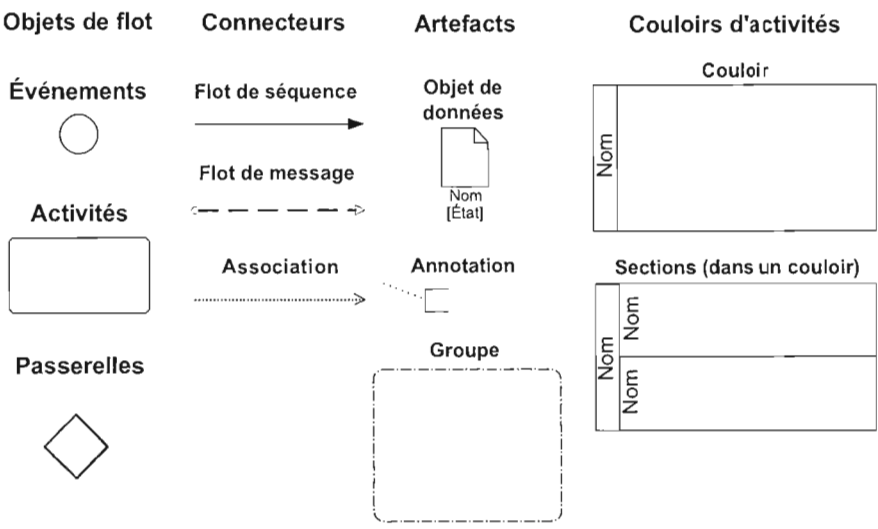 Objets de flot
Connecteurs
Artefacts
Couloirs d'activités
Événements
Activités
Passerelles
Flot de séquence
Flot de message
Association
Objet de
données
Nom
[État]
Annotation
Groupe
Couloir
Nom
Sections (dans un couloir)
Nom
Nom
Nom